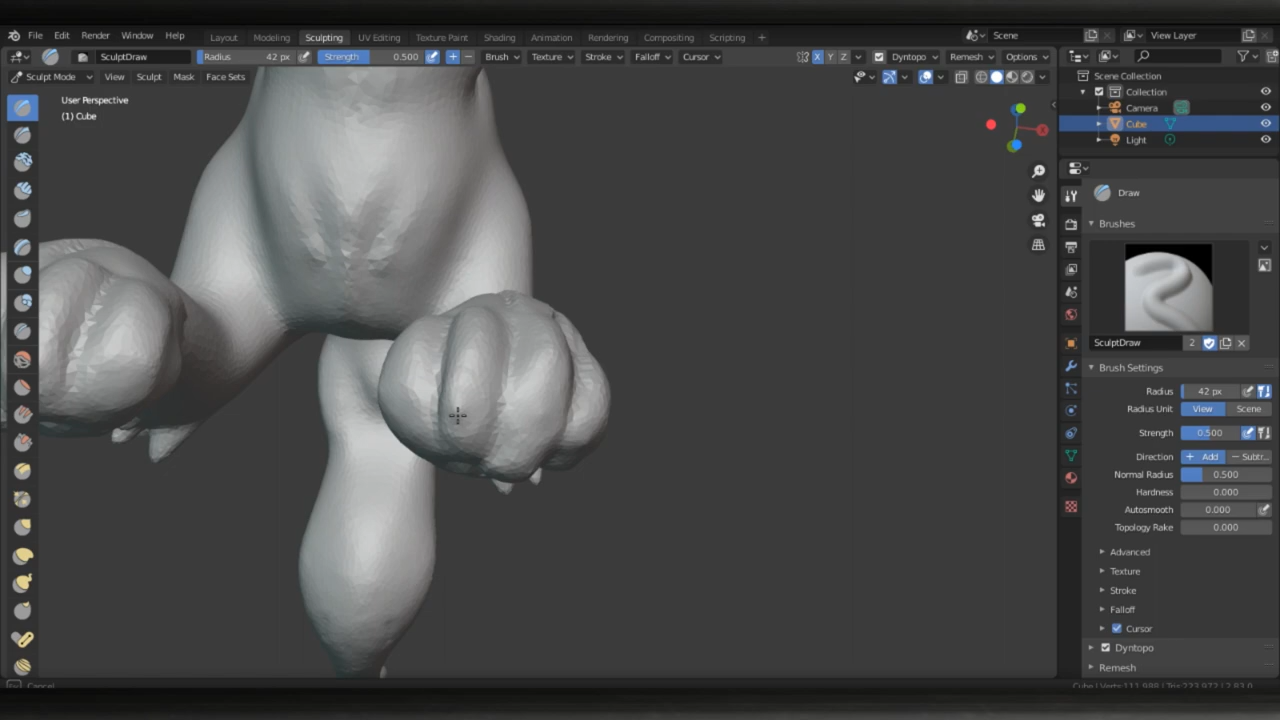 File Edit Render Window Help Layout Modeling Sculpting UV Editing Texture Paint Shading Animation Rendering Compositing Scripting + Scene View Layer
SculptDraw Radius 42 px Strength 0.500 + − Brush Texture Stroke Falloff Cursor X Y Z Dyntopo Remesh Options
Sculpt Mode View Sculpt Mask Face Sets
Scene Collection
Collection
Camera
Cube
Light
User Perspective
(1) Cube
X
Draw
Brushes
SculptDraw 2
Brush Settings
Radius 42 px
Radius Unit View Scene
Strength 0.500
Direction + Add − Subtr...
Normal Radius 0.500
Hardness 0.000
Autosmooth 0.000
Topology Rake 0.000
Advanced
Texture
Stroke
Falloff
Cursor
Dyntopo
Remesh
Cancel